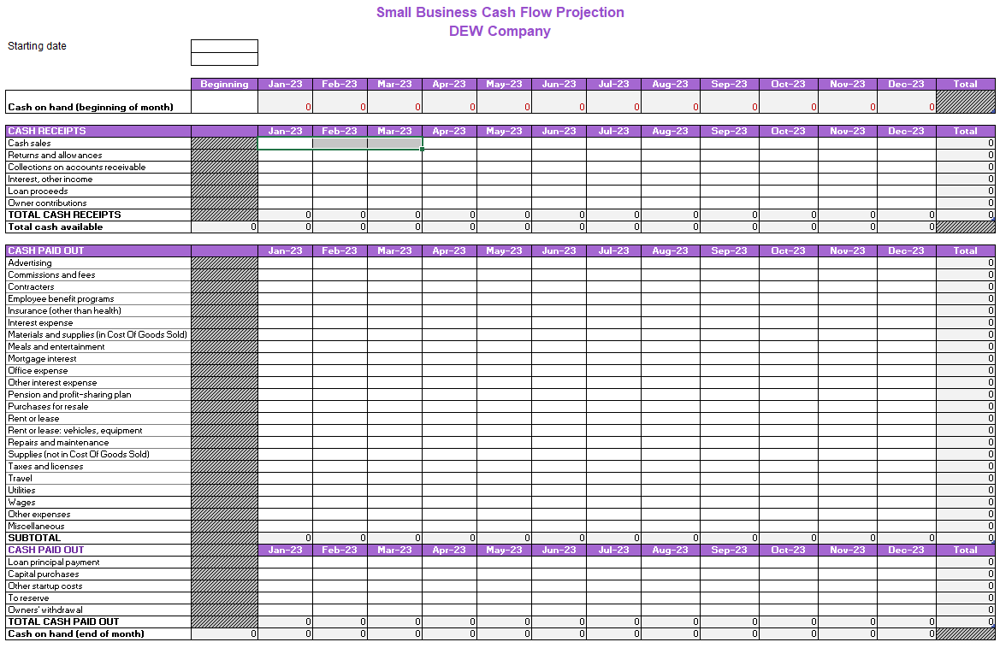 Small Business Cash Flow Projection
DEW Company
Starting date
Beginning Jan-23 Feb-23 Mar-23 Apr-23 May-23 Jun-23 Jul-23 Aug-23 Sep-23 Oct-23 Nov-23 Dec-23 Total
Cash on hand (beginning of month) 0 0 0 0 0 0 0 0 0 0 0 0
CASH RECEIPTS Jan-23 Feb-23 Mar-23 Apr-23 May-23 Jun-23 Jul-23 Aug-23 Sep-23 Oct-23 Nov-23 Dec-23 Total
Cash sales 0
Returns and allowances 0
Collections on accounts receivable 0
Interest, other income 0
Loan proceeds 0
Owner contributions 0
TOTAL CASH RECEIPTS 0 0 0 0 0 0 0 0 0 0 0 0 0
Total cash available 0 0 0 0 0 0 0 0 0 0 0 0 0
CASH PAID OUT Jan-23 Feb-23 Mar-23 Apr-23 May-23 Jun-23 Jul-23 Aug-23 Sep-23 Oct-23 Nov-23 Dec-23 Total
Advertising 0
Commissions and fees 0
Contracters 0
Employee benefit programs 0
Insurance (other than health) 0
Interest expense 0
Materials and supplies (in Cost Of Goods Sold) 0
Meals and entertainment 0
Mortgage interest 0
Office expense 0
Other interest expense 0
Pension and profit-sharing plan 0
Purchases for resale 0
Rent or lease 0
Rent or lease: vehicles, equipment 0
Repairs and maintenance 0
Supplies (not in Cost Of Goods Sold) 0
Taxes and licenses 0
Travel 0
Utilities 0
Wages 0
Other expenses 0
Miscellaneous 0
SUBTOTAL 0 0 0 0 0 0 0 0 0 0 0 0 0
CASH PAID OUT Jan-23 Feb-23 Mar-23 Apr-23 May-23 Jun-23 Jul-23 Aug-23 Sep-23 Oct-23 Nov-23 Dec-23 Total
Loan principal payment 0
Capital purchases 0
Other startup costs 0
To reserve 0
Owners' withdrawal 0
TOTAL CASH PAID OUT 0 0 0 0 0 0 0 0 0 0 0 0 0
Cash on hand (end of month) 0 0 0 0 0 0 0 0 0 0 0 0 0